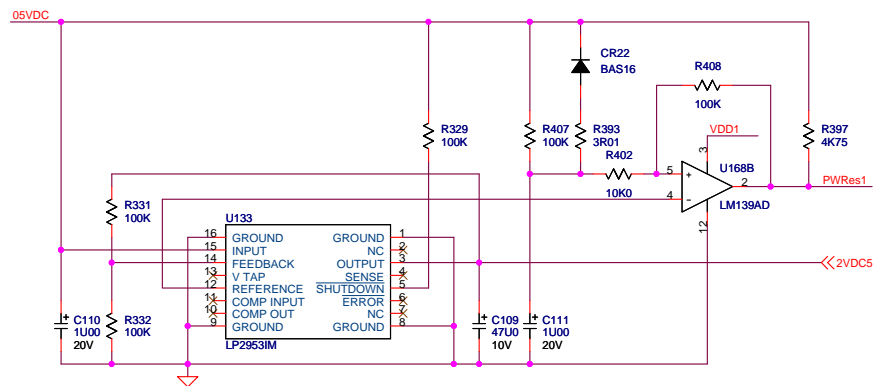 05VDC
CR22
BAS16
R408
100K
R329
100K
R407
100K
R393
3R01
VDD1
R397
4K75
R402
10K0
3
U168B
5
+
2
PWRes1
4
-
LM139AD
12
R331
100K
U133
16 GROUND GROUND 1
15 INPUT NC 2
14 FEEDBACK OUTPUT 3
13 V TAP SENSE 4
12 REFERENCE SHUTDOWN 5
11 COMP INPUT ERROR 6
10 COMP OUT NC 7
9 GROUND GROUND 8
LP2953IM
2VDC5
+
C110
1U00
20V
R332
100K
+
C109
47U0
10V
+
C111
1U00
20V